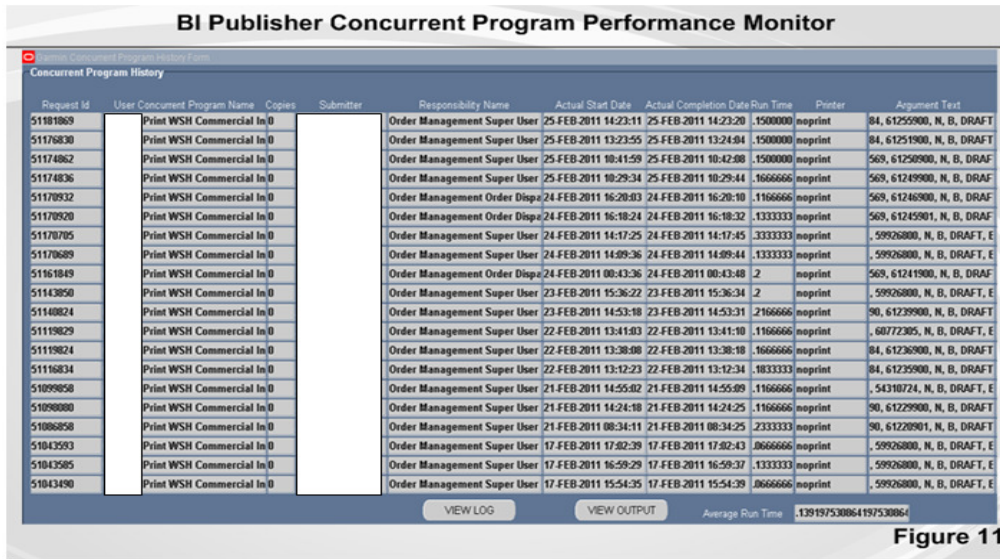 BI Publisher Concurrent Program Performance Monitor
Garmin Concurrent Program History Form
Concurrent Program History
Request Id User Concurrent Program Name Copies Submitter Responsibility Name Actual Start Date Actual Completion Date Run Time Printer Argument Text
51181869 Print WSH Commercial In 0 Order Management Super User 25-FEB-2011 14:23:11 25-FEB-2011 14:23:20 .1500000 noprint 84, 61255900, N, B, DRAFT
51176830 Print WSH Commercial In 0 Order Management Super User 25-FEB-2011 13:23:55 25-FEB-2011 13:24:04 .1500000 noprint 84, 61251900, N, B, DRAFT
51174862 Print WSH Commercial In 0 Order Management Super User 25-FEB-2011 10:41:59 25-FEB-2011 10:42:08 .1500000 noprint 569, 61250900, N, B, DRAF
51174836 Print WSH Commercial In 0 Order Management Super User 25-FEB-2011 10:29:34 25-FEB-2011 10:29:44 .1666666 noprint 569, 61249900, N, B, DRAF
51170932 Print WSH Commercial In 0 Order Management Order Dispa 24-FEB-2011 16:20:03 24-FEB-2011 16:20:10 .1166666 noprint 569, 61246900, N, B, DRAF
51170920 Print WSH Commercial In 0 Order Management Order Dispa 24-FEB-2011 16:18:24 24-FEB-2011 16:18:32 .1333333 noprint 569, 61245901, N, B, DRAF
51170705 Print WSH Commercial In 0 Order Management Super User 24-FEB-2011 14:17:25 24-FEB-2011 14:17:45 .3333333 noprint , 59926800, N, B, DRAFT, E
51170689 Print WSH Commercial In 0 Order Management Super User 24-FEB-2011 14:09:36 24-FEB-2011 14:09:44 .1333333 noprint , 59926800, N, B, DRAFT, E
51161849 Print WSH Commercial In 0 Order Management Order Dispa 24-FEB-2011 00:43:36 24-FEB-2011 00:43:48 .2 noprint 569, 61241900, N, B, DRAF
51143850 Print WSH Commercial In 0 Order Management Super User 23-FEB-2011 15:36:22 23-FEB-2011 15:36:34 .2 noprint , 59926800, N, B, DRAFT, E
51140824 Print WSH Commercial In 0 Order Management Super User 23-FEB-2011 14:53:18 23-FEB-2011 14:53:31 .2166666 noprint 90, 61239900, N, B, DRAFT
51119829 Print WSH Commercial In 0 Order Management Super User 22-FEB-2011 13:41:03 22-FEB-2011 13:41:10 .1166666 noprint , 60772305, N, B, DRAFT, E
51119824 Print WSH Commercial In 0 Order Management Super User 22-FEB-2011 13:38:08 22-FEB-2011 13:38:18 .1666666 noprint 84, 61236900, N, B, DRAFT
51116834 Print WSH Commercial In 0 Order Management Super User 22-FEB-2011 13:12:23 22-FEB-2011 13:12:34 .1833333 noprint 84, 61235900, N, B, DRAFT
51099858 Print WSH Commercial In 0 Order Management Super User 21-FEB-2011 14:55:02 21-FEB-2011 14:55:09 .1166666 noprint , 54310724, N, B, DRAFT, E
51098080 Print WSH Commercial In 0 Order Management Super User 21-FEB-2011 14:24:18 21-FEB-2011 14:24:25 .1166666 noprint 90, 61229900, N, B, DRAFT
51086858 Print WSH Commercial In 0 Order Management Super User 21-FEB-2011 08:34:11 21-FEB-2011 08:34:25 .2333333 noprint 90, 61220901, N, B, DRAFT
51043593 Print WSH Commercial In 0 Order Management Super User 17-FEB-2011 17:02:39 17-FEB-2011 17:02:43 .0666666 noprint , 59926800, N, B, DRAFT, E
51043585 Print WSH Commercial In 0 Order Management Super User 17-FEB-2011 16:59:29 17-FEB-2011 16:59:37 .1333333 noprint , 59926800, N, B, DRAFT, E
51043490 Print WSH Commercial In 0 Order Management Super User 17-FEB-2011 15:54:35 17-FEB-2011 15:54:39 .0666666 noprint , 59926800, N, B, DRAFT, E
VIEW LOG VIEW OUTPUT Average Run Time .139197530864197530864
Figure 11